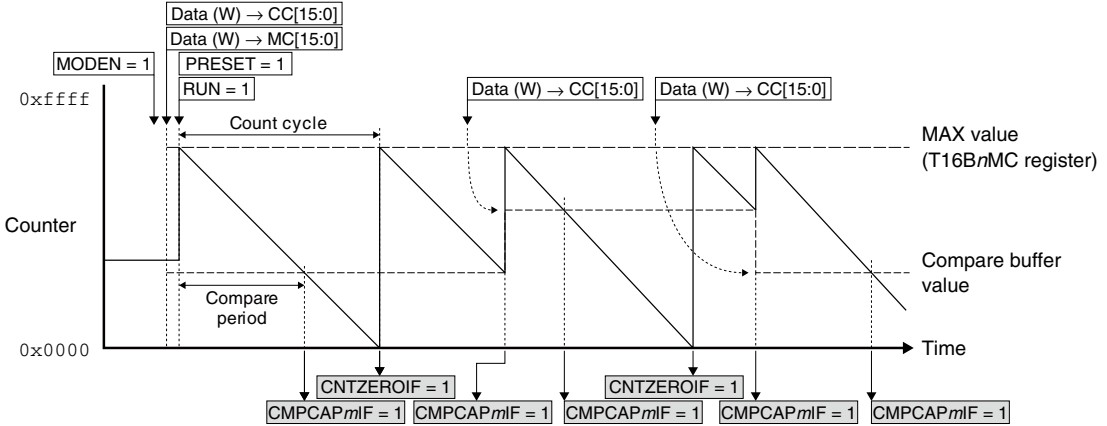 Data (W) → CC[15:0]
Data (W) → MC[15:0]
MODEN = 1
PRESET = 1
RUN = 1
Data (W) → CC[15:0]
Data (W) → CC[15:0]
0xffff
Count cycle
MAX value
(T16BnMC register)
Counter
Compare
period
Compare buffer
value
0x0000
Time
CNTZEROIF = 1
CNTZEROIF = 1
CMPCAPmIF = 1
CMPCAPmIF = 1
CMPCAPmIF = 1
CMPCAPmIF = 1
CMPCAPmIF = 1